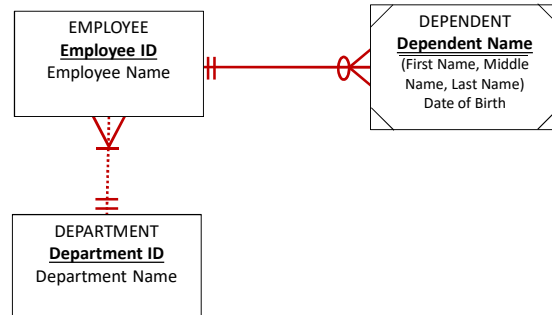 EMPLOYEE
Employee ID
Employee Name
DEPENDENT
Dependent Name
(First Name, Middle
Name, Last Name)
Date of Birth
DEPARTMENT
Department ID
Department Name